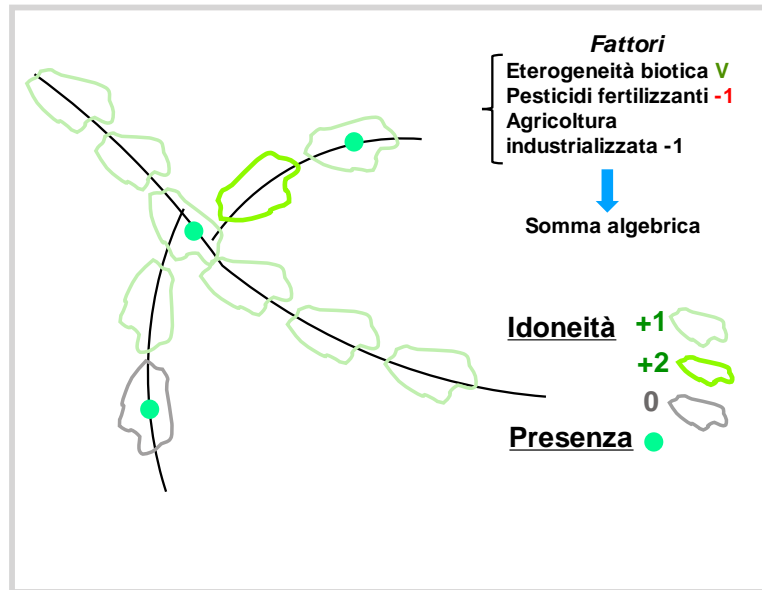 Fattori
Eterogeneità biotica V
Pesticidi fertilizzanti -1
Agricoltura
industrializzata -1
Somma algebrica
Idoneità +1
+2
0
Presenza